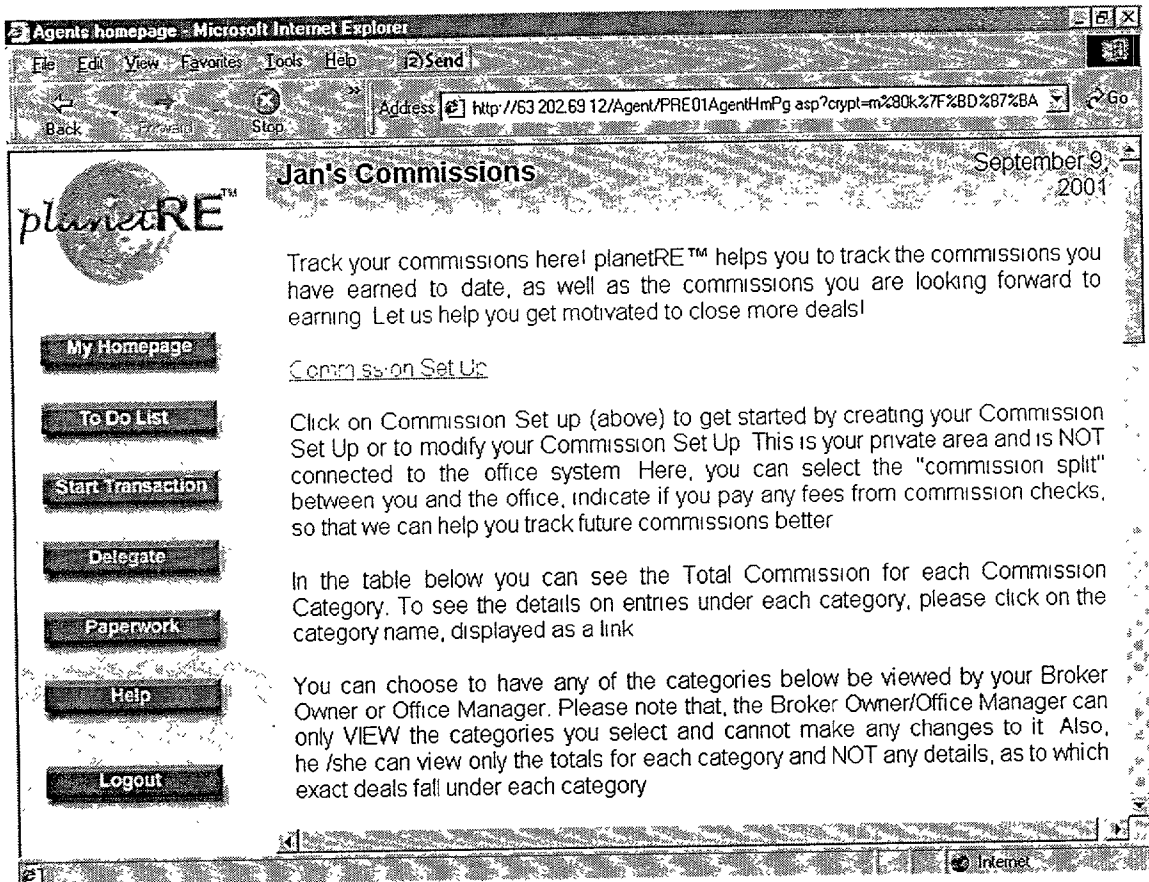 Agents homepage - Microsoft Internet Explorer
File Edit View Favorites Tools Help i2)Send
Back Forward Stop » Address http://63 202.69 12/Agent/PRE01AgentHmPg asp?crypt=m%80k%7F%BD%87%BA Go
planetRE™
Jan's Commissions
September 9,
2001
My Homepage
To Do List
Start Transaction
Delegate
Paperwork
Help
Logout
Track your commissions here! planetRE™ helps you to track the commissions you
have earned to date, as well as the commissions you are looking forward to
earning Let us help you get motivated to close more deals!
Commission Set Up
Click on Commission Set up (above) to get started by creating your Commission
Set Up or to modify your Commission Set Up This is your private area and is NOT
connected to the office system Here, you can select the "commission split"
between you and the office, indicate if you pay any fees from commission checks,
so that we can help you track future commissions better
In the table below you can see the Total Commission for each Commission
Category. To see the details on entries under each category, please click on the
category name, displayed as a link
You can choose to have any of the categories below be viewed by your Broker
Owner or Office Manager. Please note that, the Broker Owner/Office Manager can
only VIEW the categories you select and cannot make any changes to it Also,
he /she can view only the totals for each category and NOT any details, as to which
exact deals fall under each category
Internet